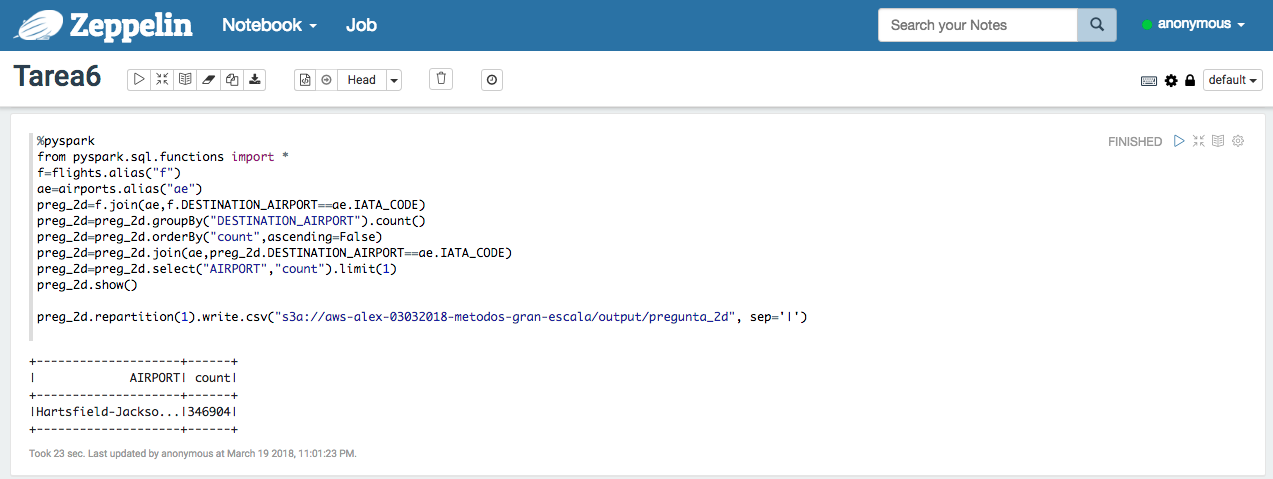 Zeppelin Notebook Job Search your Notes anonymous
Tarea6 Head default
%pyspark FINISHED
from pyspark.sql.functions import *
f=flights.alias("f")
ae=airports.alias("ae")
preg_2d=f.join(ae,f.DESTINATION_AIRPORT==ae.IATA_CODE)
preg_2d=preg_2d.groupBy("DESTINATION_AIRPORT").count()
preg_2d=preg_2d.orderBy("count",ascending=False)
preg_2d=preg_2d.join(ae,preg_2d.DESTINATION_AIRPORT==ae.IATA_CODE)
preg_2d=preg_2d.select("AIRPORT","count").limit(1)
preg_2d.show()
preg_2d.repartition(1).write.csv("s3a://aws-alex-03032018-metodos-gran-escala/output/pregunta_2d", sep='|')
+--------------------+------+
|             AIRPORT| count|
+--------------------+------+
|Hartsfield-Jackso...|346904|
+--------------------+------+
Took 23 sec. Last updated by anonymous at March 19 2018, 11:01:23 PM.